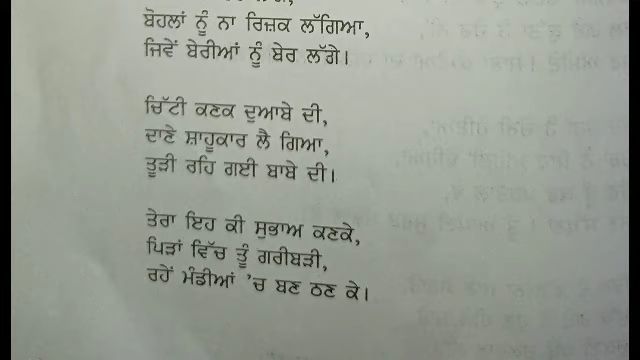 ਬੋਹਲਾਂ ਨੂੰ ਨਾ ਰਿਜ਼ਕ ਲੱਗਿਆ,
ਜਿਵੇਂ ਬੇਰੀਆਂ ਨੂੰ ਬੇਰ ਲੱਗੇ।
ਚਿੱਟੀ ਕਣਕ ਦੁਆਬੇ ਦੀ,
ਦਾਣੇ ਸ਼ਾਹੂਕਾਰ ਲੈ ਗਿਆ,
ਤੂੜੀ ਰਹਿ ਗਈ ਬਾਬੇ ਦੀ।
ਤੇਰਾ ਇਹ ਕੀ ਸੁਭਾਅ ਕਣਕੇ,
ਪਿੜਾਂ ਵਿੱਚ ਤੂੰ ਗਰੀਬੜੀ,
ਰਹੇਂ ਮੰਡੀਆਂ ’ਚ ਬਣ ਠਣ ਕੇ।